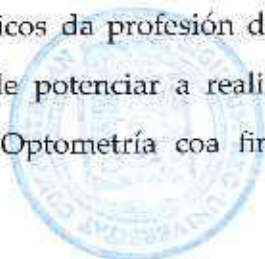 icos da profesión d
le potenciar a reali
Optometría coa fin